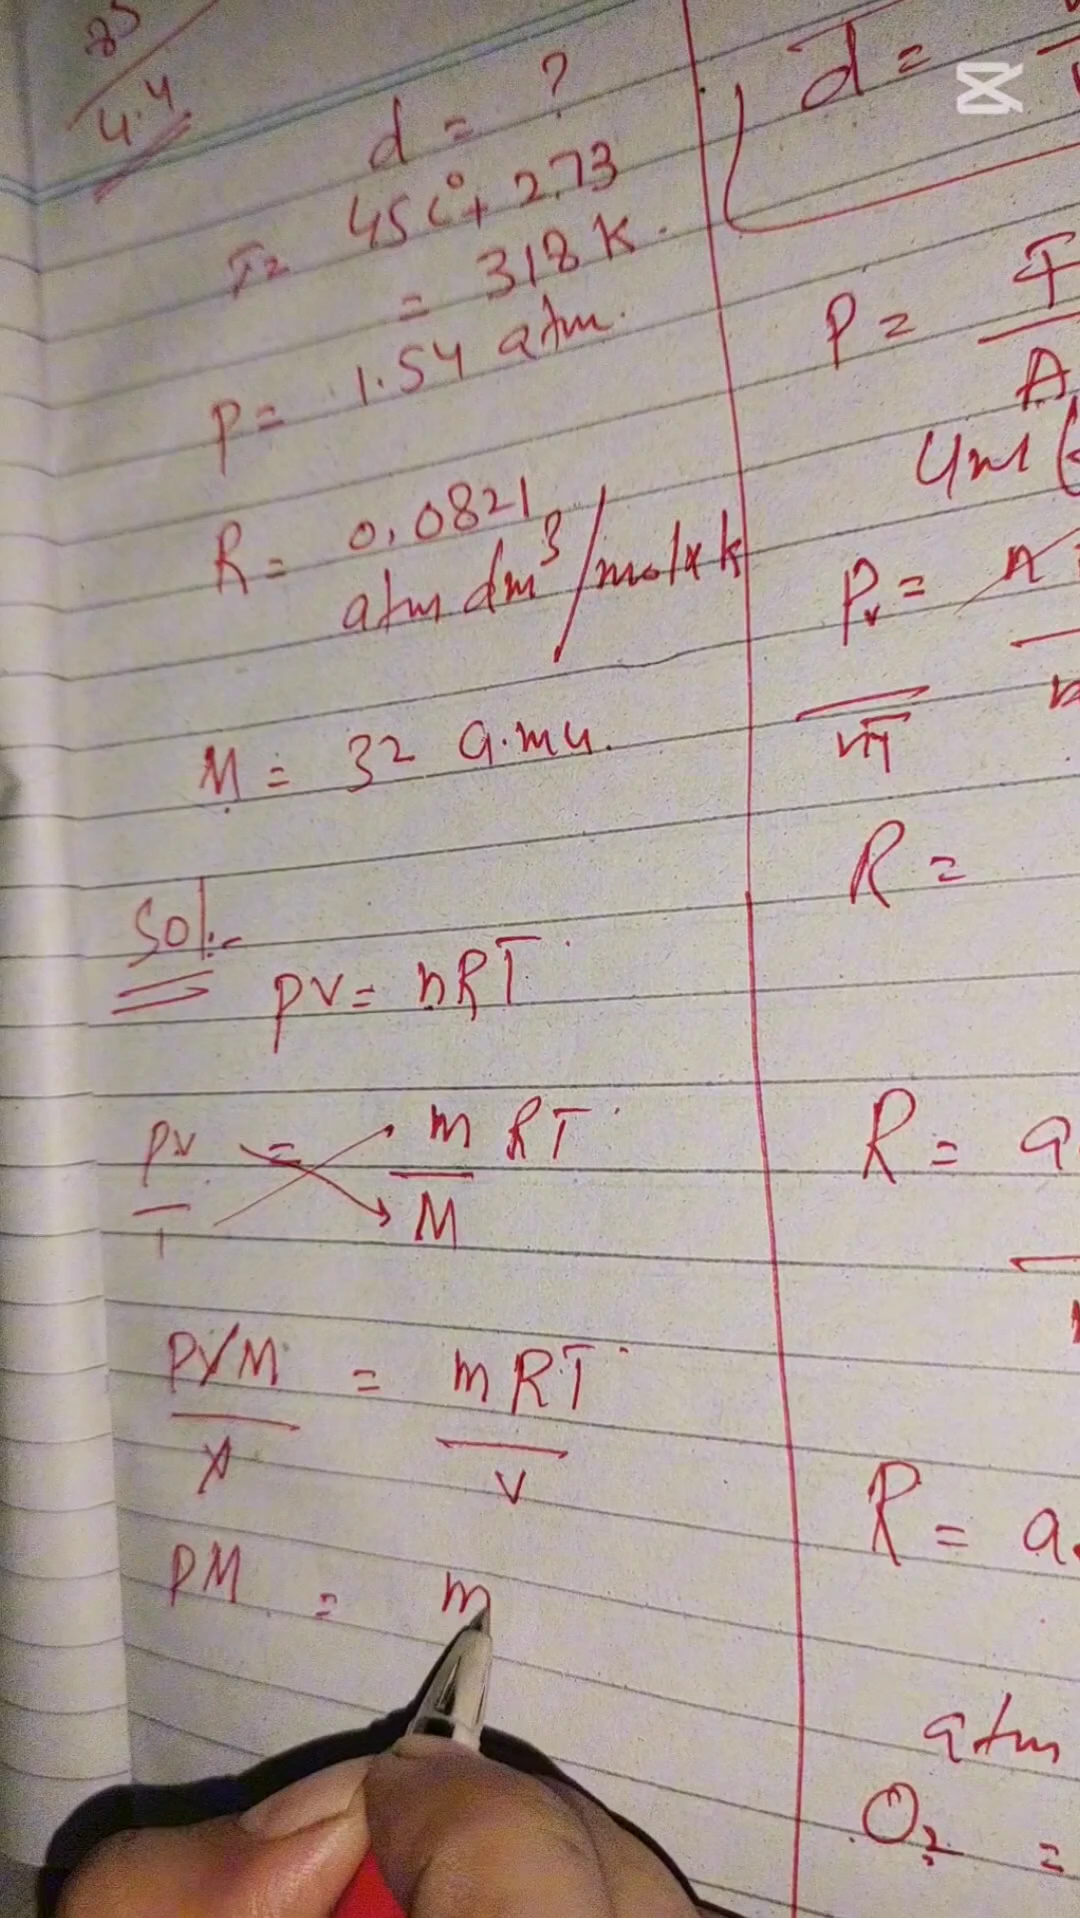 4.4
d = ?
T= 45 C° + 273
= 318 K.
P = 1.54 atm.
R = 0.0821
atm dm³/mol x k
M = 32 a.mu.
Sol.
PV = nRT
PV/1 = m/M RT
PVM/V = mRT/V
PM = m
d =
P = F/A
R =
R = a
R = a
atm
O₂ =